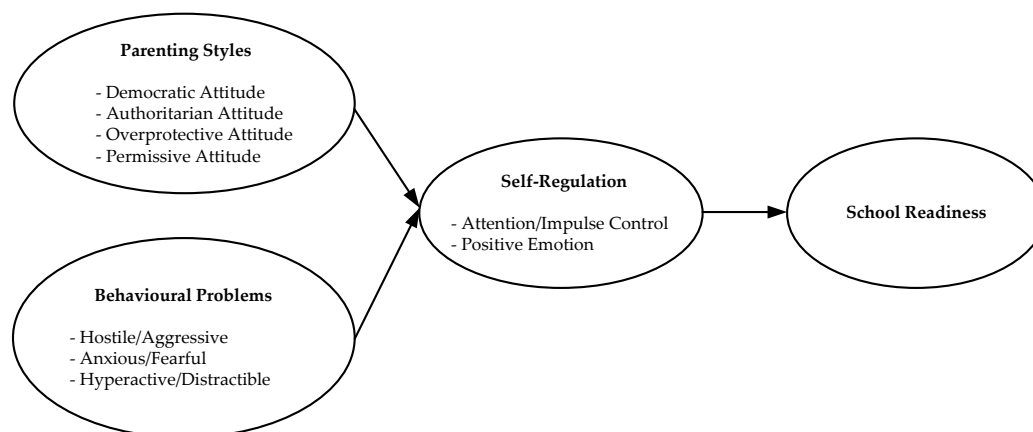 Parenting Styles
- Democratic Attitude
- Authoritarian Attitude
- Overprotective Attitude
- Permissive Attitude
Behavioural Problems
- Hostile/Aggressive
- Anxious/Fearful
- Hyperactive/Distractible
Self-Regulation
- Attention/Impulse Control
- Positive Emotion
School Readiness